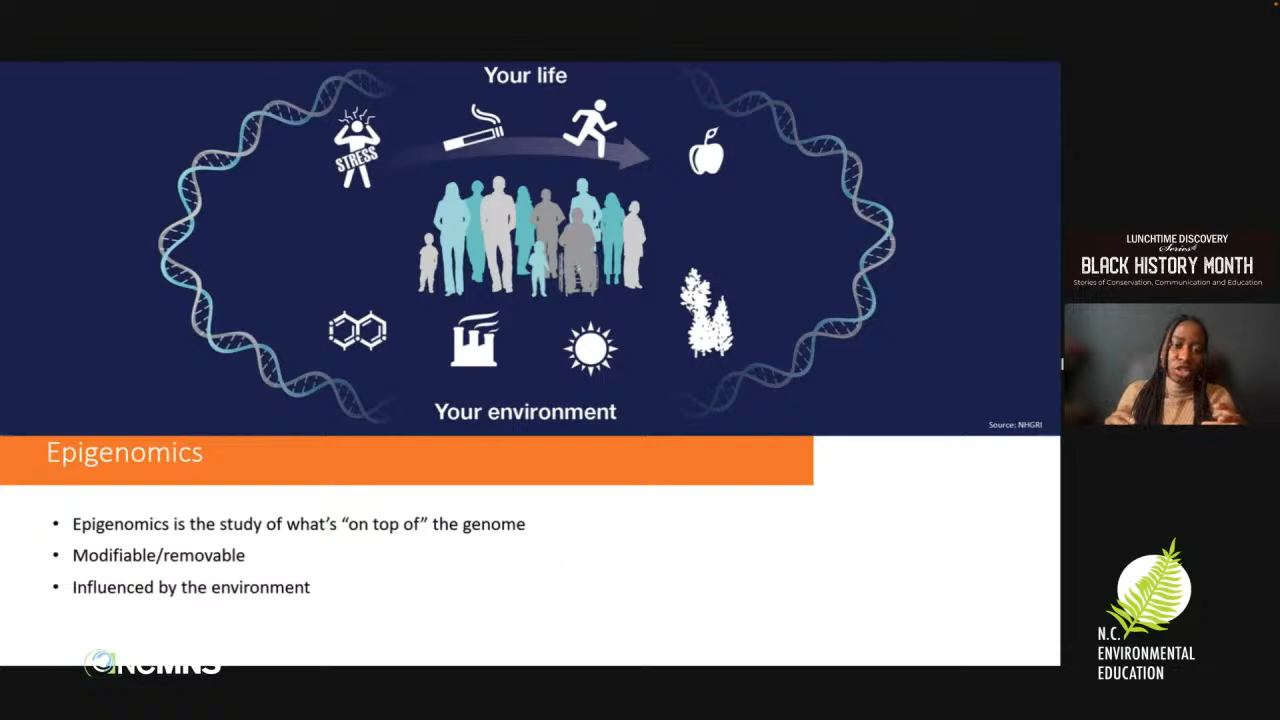 Your life
STRESS
Your environment
Source: NHGRI
Epigenomics
• Epigenomics is the study of what’s “on top of” the genome
• Modifiable/removable
• Influenced by the environment
NCMNS
LUNCHTIME DISCOVERY
Series
BLACK HISTORY MONTH
Stories of Conservation, Communication and Education
N.C.
ENVIRONMENTAL
EDUCATION